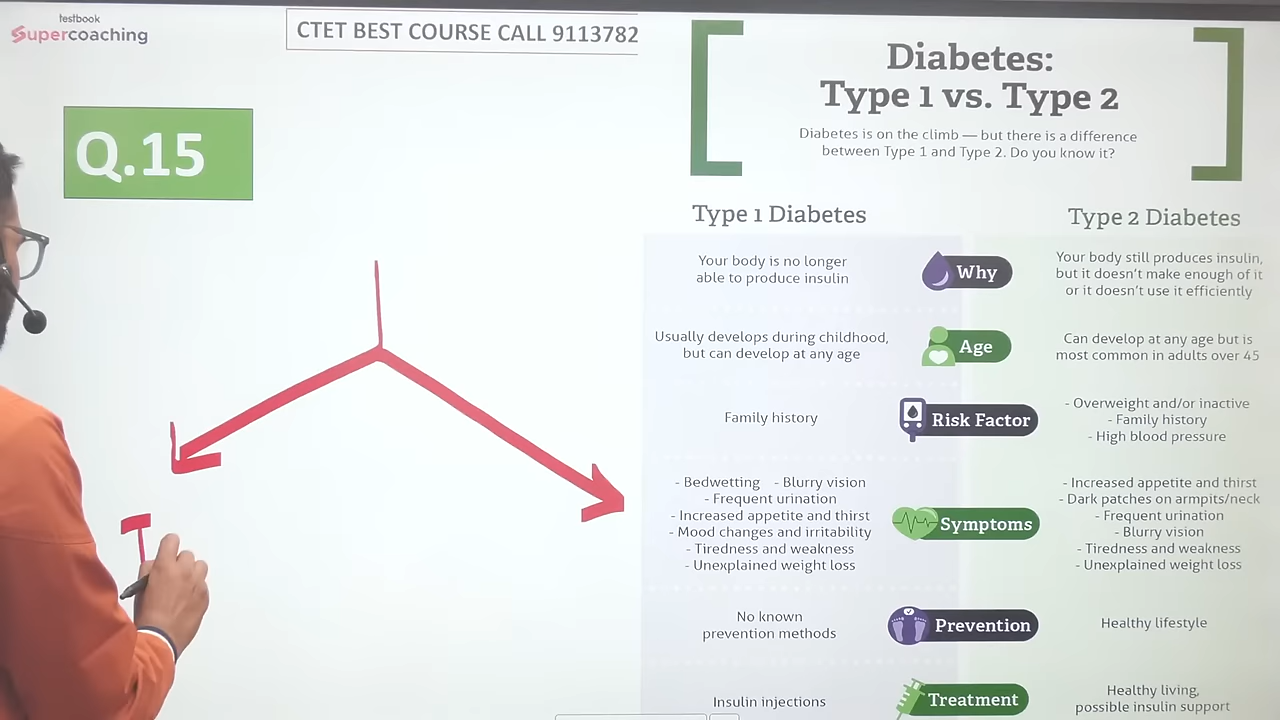 testbook
Supercoaching
CTET BEST COURSE CALL 9113782
Q.15
I
Diabetes:
Type 1 vs. Type 2
Diabetes is on the climb — but there is a difference
between Type 1 and Type 2. Do you know it?
Type 1 Diabetes
Type 2 Diabetes
Your body is no longer
able to produce insulin
Why
Your body still produces insulin,
but it doesn't make enough of it
or it doesn't use it efficiently
Usually develops during childhood,
but can develop at any age
Age
Can develop at any age but is
most common in adults over 45
Family history
Risk Factor
- Overweight and/or inactive
- Family history
- High blood pressure
- Bedwetting - Blurry vision
- Frequent urination
- Increased appetite and thirst
- Mood changes and irritability
- Tiredness and weakness
- Unexplained weight loss
Symptoms
- Increased appetite and thirst
- Dark patches on armpits/neck
- Frequent urination
- Blurry vision
- Tiredness and weakness
- Unexplained weight loss
No known
prevention methods
Prevention
Healthy lifestyle
Insulin injections
Treatment
Healthy living,
possible insulin support